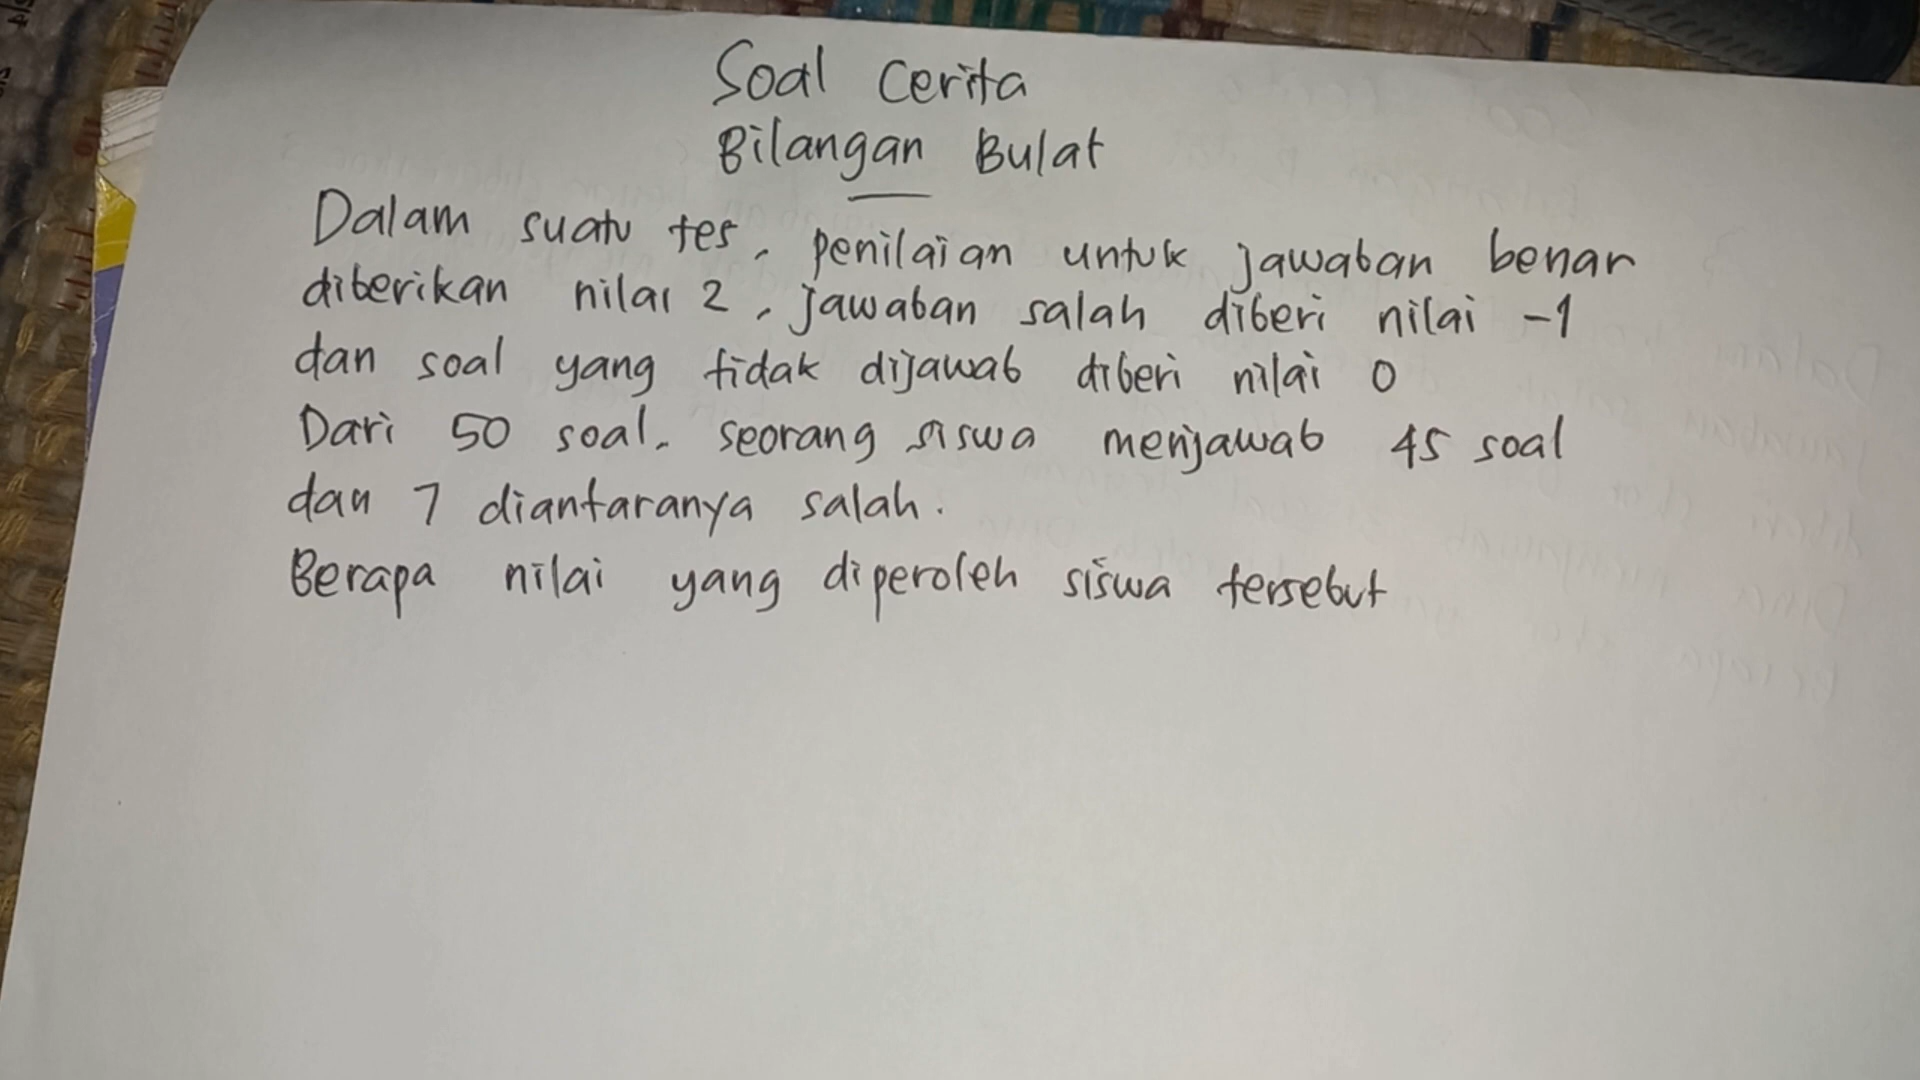 Soal Cerita
Bilangan Bulat
Dalam suatu tes, penilaian untuk jawaban benar
diberikan nilai 2, jawaban salah diberi nilai -1
dan soal yang tidak dijawab diberi nilai 0
Dari 50 soal, seorang siswa menjawab 45 soal
dan 7 diantaranya salah.
Berapa nilai yang diperoleh siswa tersebut